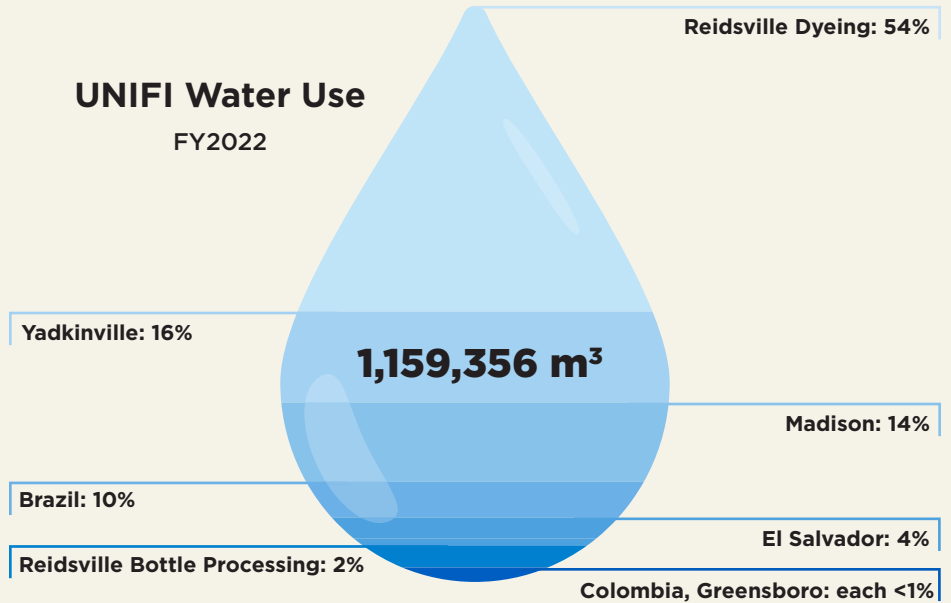 Reidsville Dyeing: 54%
UNIFI Water Use
FY2022
Yadkinville: 16%
1,159,356 m³
Madison: 14%
Brazil: 10%
El Salvador: 4%
Reidsville Bottle Processing: 2%
Colombia, Greensboro: each <1%